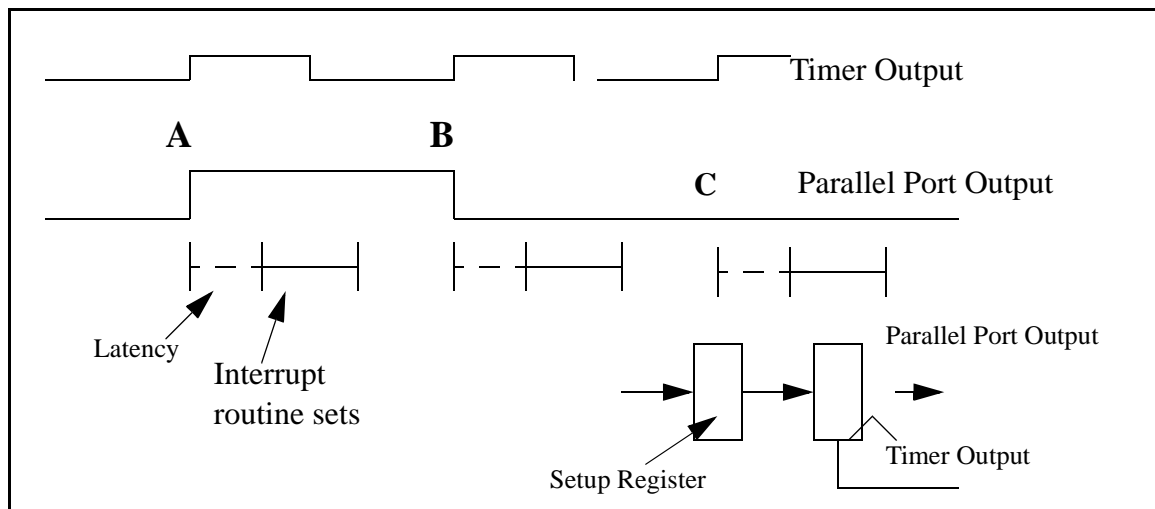 Timer Output
A
B
C
Parallel Port Output
Latency
Interrupt
routine sets
Parallel Port Output
Setup Register
Timer Output